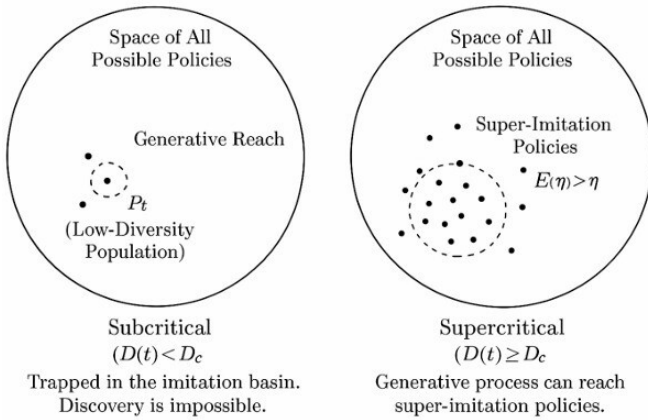 Space of All
Possible Policies
Generative Reach
P_t
(Low-Diversity
Population)
Subcritical
(D(t) < D_c
Trapped in the imitation basin.
Discovery is impossible.
Space of All
Possible Policies
Super-Imitation
Policies
E(η) > η
Supercritical
(D(t) ≥ D_c
Generative process can reach
super-imitation policies.